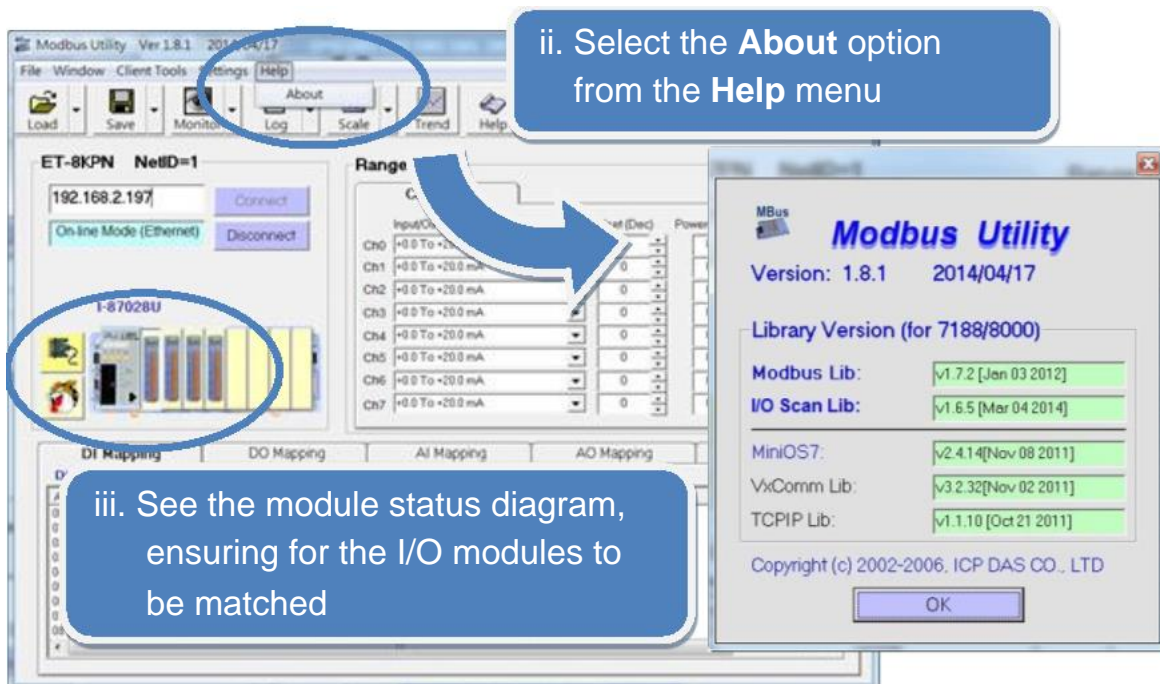 Modbus Utility Ver 1.8.1 2014/04/17
File Window Client Tools Settings Help
About
Load Save Monitor Log Scale Trend Help
ii. Select the About option
from the Help menu
ET-8KPN NetID=1
192.168.2.197 Connect
On-line Mode (Ethernet) Disconnect
I-87028U
Range
(Dec) Power
Ch0 +0.0 To +20.0
Ch1 +0.0 To +20.0 mA 0
Ch2 +0.0 To +20.0 mA 0
Ch3 +0.0 To +20.0 mA 0
Ch4 +0.0 To +20.0 mA 0
Ch5 +0.0 To +20.0 mA 0
Ch6 +0.0 To +20.0 mA 0
Ch7 +0.0 To +20.0 mA 0
DI Mapping DO Mapping AI Mapping AO Mapping
iii. See the module status diagram,
ensuring for the I/O modules to
be matched
MBus
Modbus Utility
Version: 1.8.1 2014/04/17
Library Version (for 7188/8000)
Modbus Lib: v1.7.2 [Jan 03 2012]
I/O Scan Lib: v1.6.5 [Mar 04 2014]
MiniOS7: v2.4.14[Nov 08 2011]
VxComm Lib: v3.2.32[Nov 02 2011]
TCPIP Lib: v1.1.10 [Oct 21 2011]
Copyright (c) 2002-2006, ICP DAS CO., LTD
OK